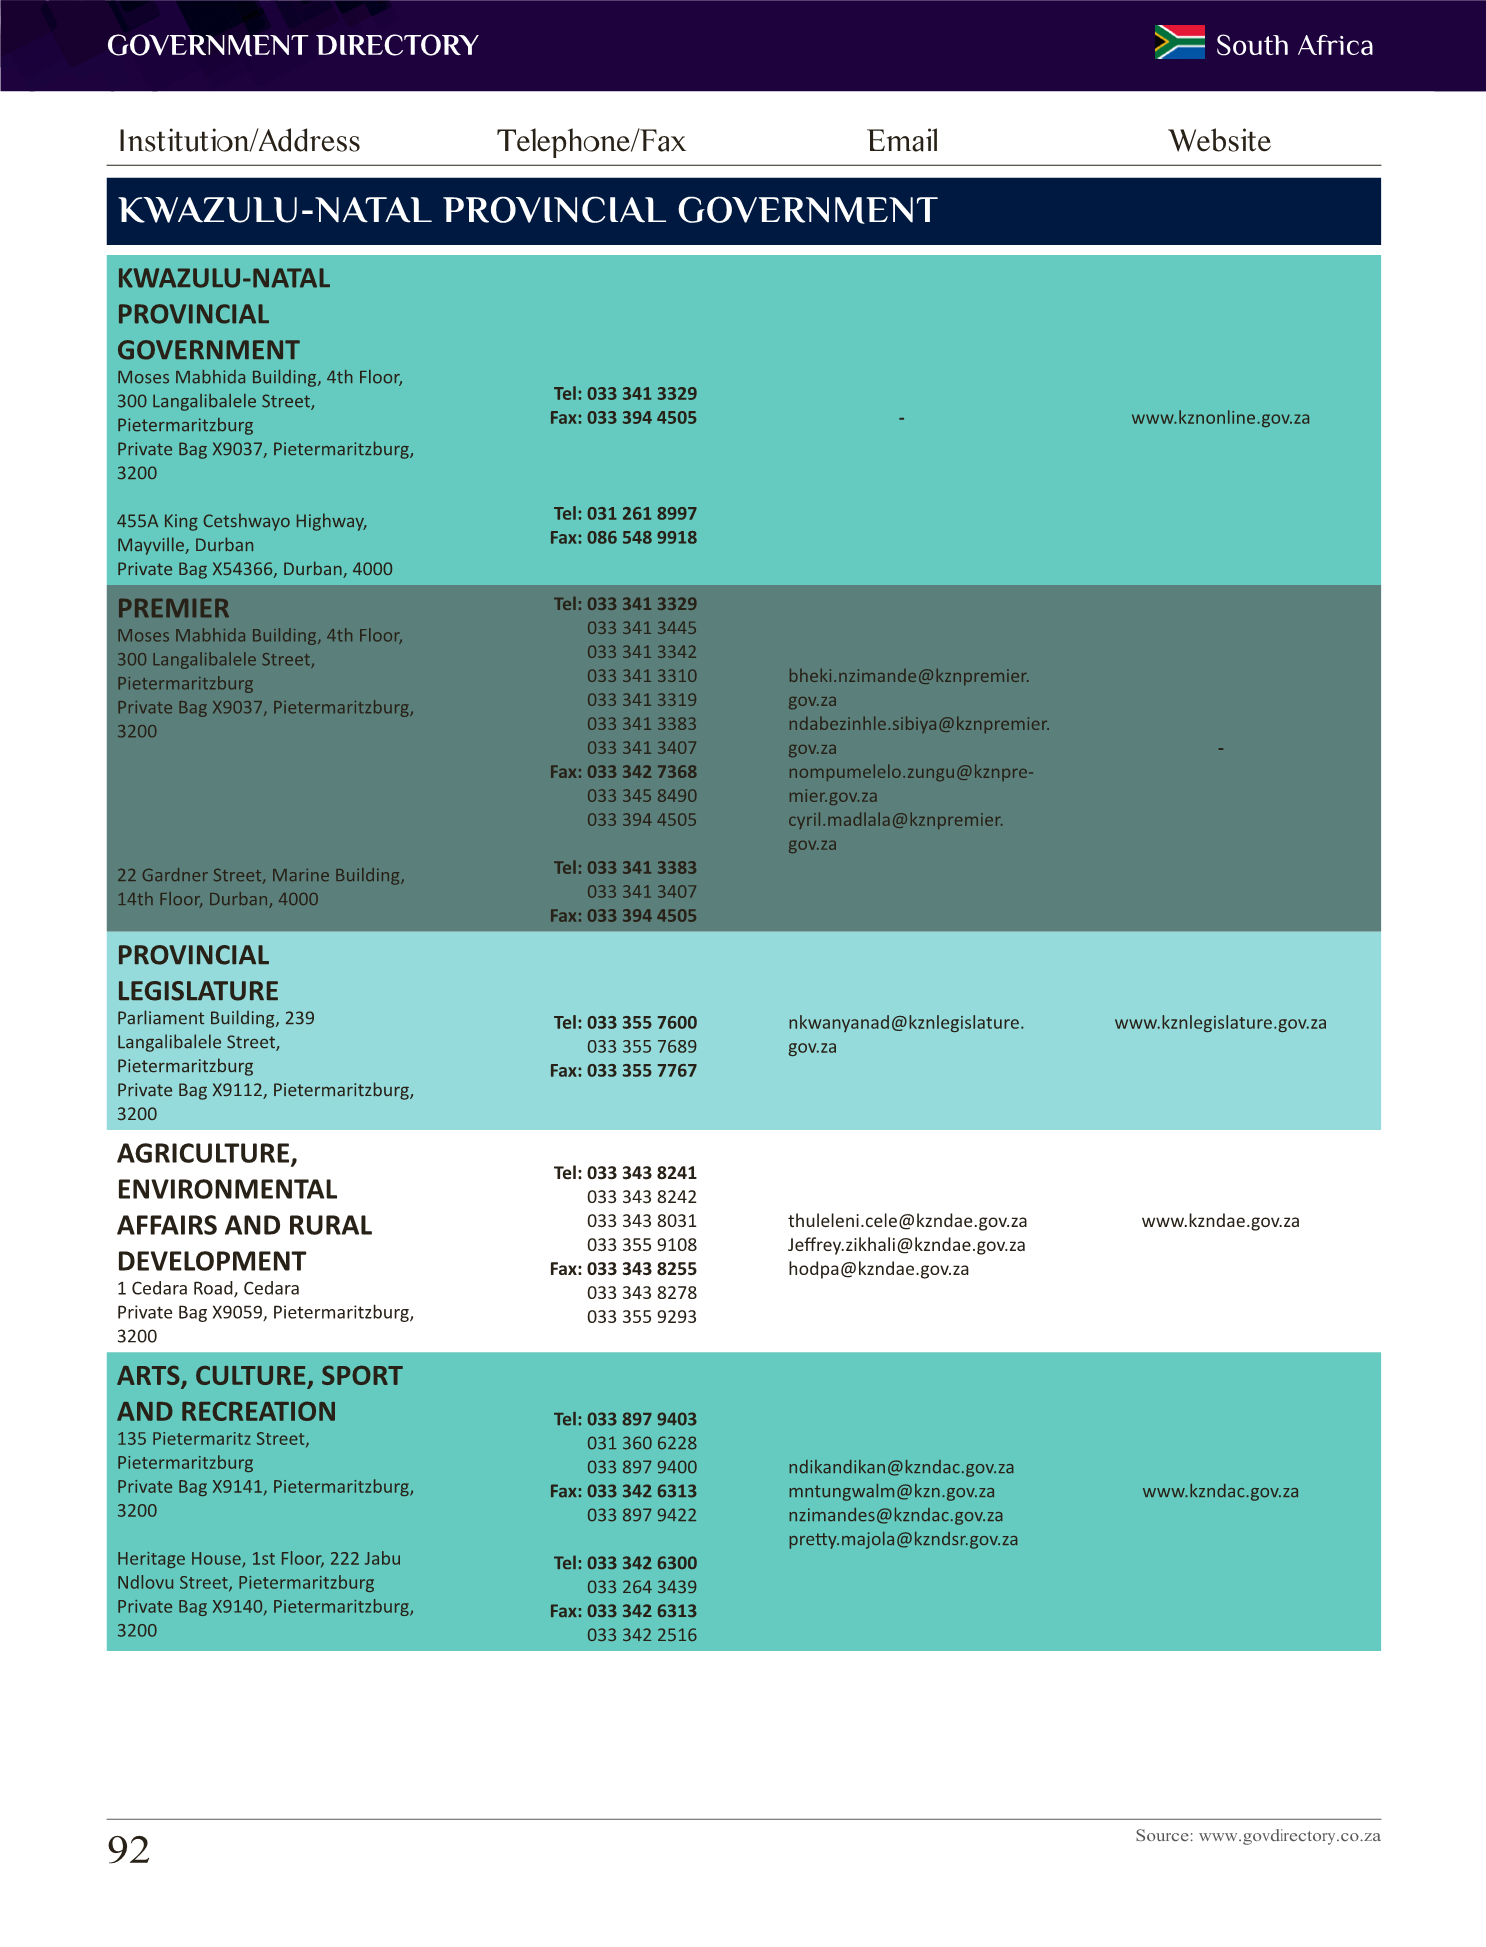 GOVERNMENT DIRECTORY
South Africa
Institution/Address Telephone/Fax Email Website
KWAZULU-NATAL PROVINCIAL GOVERNMENT
KWAZULU-NATAL
PROVINCIAL
GOVERNMENT
Moses Mabhida Building, 4th Floor,
300 Langalibalele Street,
Pietermaritzburg
Private Bag X9037, Pietermaritzburg,
3200
455A King Cetshwayo Highway,
Mayville, Durban
Private Bag X54366, Durban, 4000
Tel: 033 341 3329
Fax: 033 394 4505
Tel: 031 261 8997
Fax: 086 548 9918
-
www.kznonline.gov.za
PREMIER
Moses Mabhida Building, 4th Floor,
300 Langalibalele Street,
Pietermaritzburg
Private Bag X9037, Pietermaritzburg,
3200
22 Gardner Street, Marine Building,
14th Floor, Durban, 4000
Tel: 033 341 3329
033 341 3445
033 341 3342
033 341 3310
033 341 3319
033 341 3383
033 341 3407
Fax: 033 342 7368
033 345 8490
033 394 4505
Tel: 033 341 3383
033 341 3407
Fax: 033 394 4505
bheki.nzimande@kznpremier.
gov.za
ndabezinhle.sibiya@kznpremier.
gov.za
nompumelelo.zungu@kznpre-
mier.gov.za
cyril.madlala@kznpremier.
gov.za
-
PROVINCIAL
LEGISLATURE
Parliament Building, 239
Langalibalele Street,
Pietermaritzburg
Private Bag X9112, Pietermaritzburg,
3200
Tel: 033 355 7600
033 355 7689
Fax: 033 355 7767
nkwanyanad@kznlegislature.
gov.za
www.kznlegislature.gov.za
AGRICULTURE,
ENVIRONMENTAL
AFFAIRS AND RURAL
DEVELOPMENT
1 Cedara Road, Cedara
Private Bag X9059, Pietermaritzburg,
3200
Tel: 033 343 8241
033 343 8242
033 343 8031
033 355 9108
Fax: 033 343 8255
033 343 8278
033 355 9293
thuleleni.cele@kzndae.gov.za
Jeffrey.zikhali@kzndae.gov.za
hodpa@kzndae.gov.za
www.kzndae.gov.za
ARTS, CULTURE, SPORT
AND RECREATION
135 Pietermaritz Street,
Pietermaritzburg
Private Bag X9141, Pietermaritzburg,
3200
Heritage House, 1st Floor, 222 Jabu
Ndlovu Street, Pietermaritzburg
Private Bag X9140, Pietermaritzburg,
3200
Tel: 033 897 9403
031 360 6228
033 897 9400
Fax: 033 342 6313
033 897 9422
Tel: 033 342 6300
033 264 3439
Fax: 033 342 6313
033 342 2516
ndikandikan@kzndac.gov.za
mntungwalm@kzn.gov.za
nzimandes@kzndac.gov.za
pretty.majola@kzndsr.gov.za
www.kzndac.gov.za
92
Source: www.govdirectory.co.za